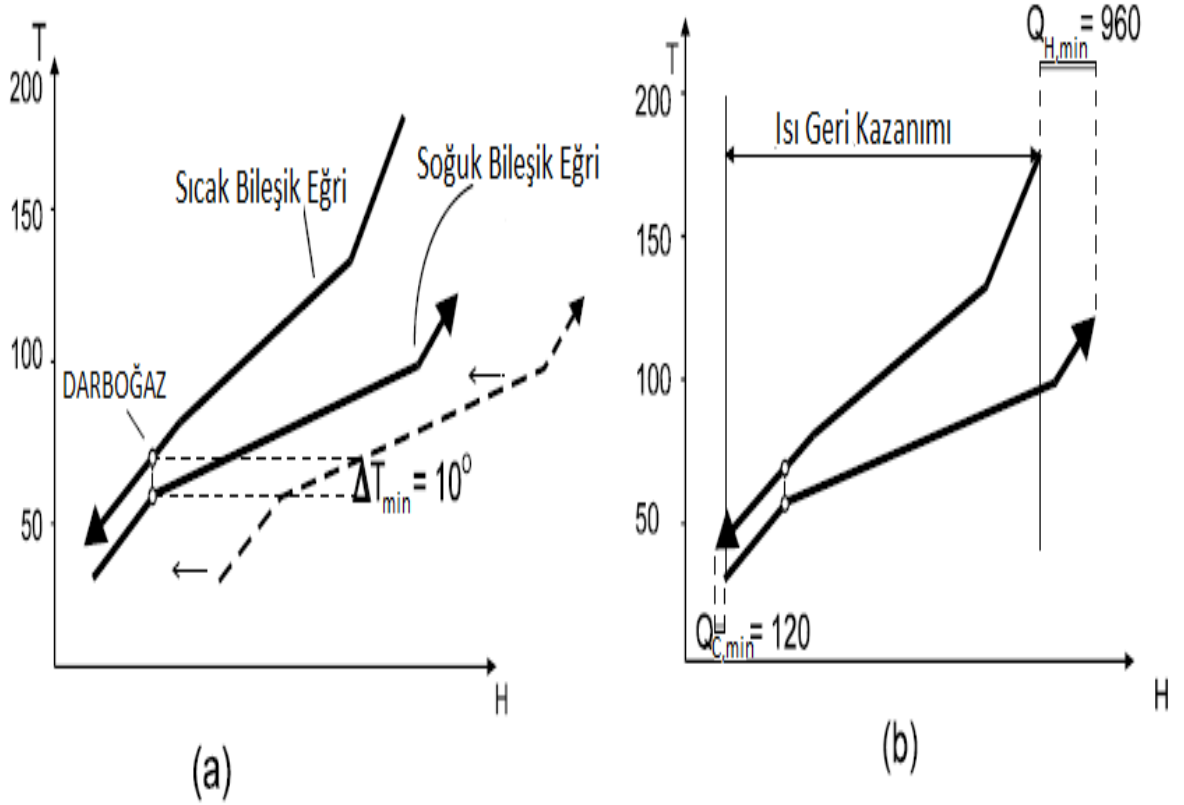 T
200
150
100
50
Sıcak Bileşik Eğri
Soğuk Bileşik Eğri
DARBOĞAZ
ΔTmin = 10°
H
(a)
QH,min = 960
T
200
150
100
50
Isı Geri Kazanımı
QC,min = 120
H
(b)